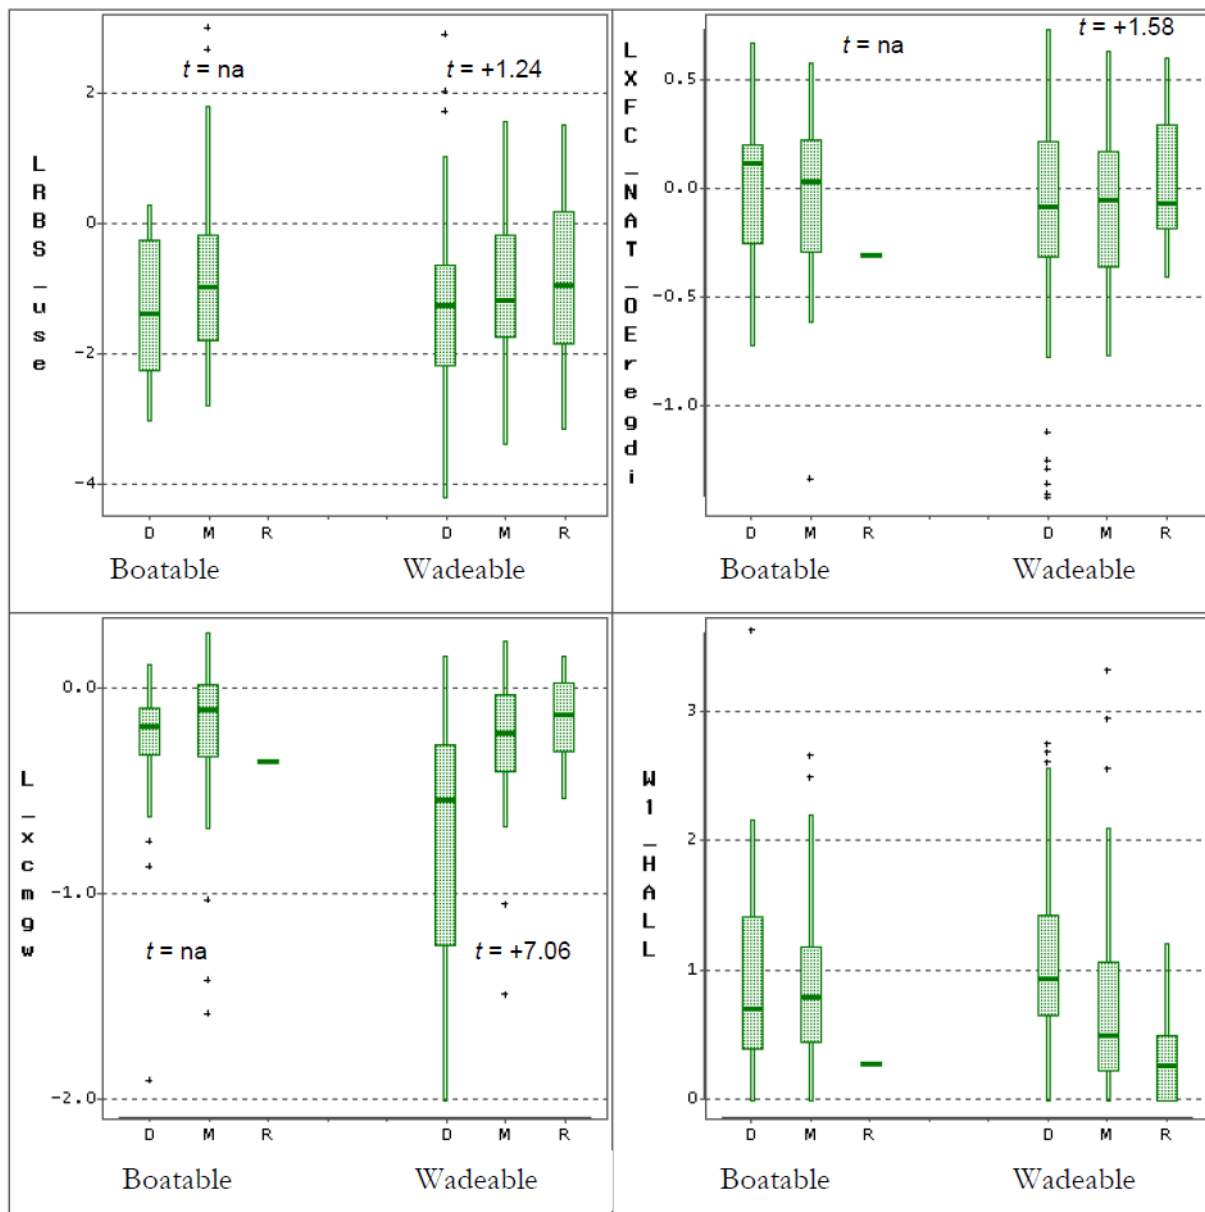 LRBS_use
t = na
t = +1.24
2
0
-2
-4
D M R D M R
Boatable Wadeable
LXFC_NAT_OEregdi
t = na
t = +1.58
0.5
0.0
-0.5
-1.0
D M R D M R
Boatable Wadeable
L_xcmgw
0.0
-1.0
-2.0
t = na
t = +7.06
D M R D M R
Boatable Wadeable
W1_HALL
3
2
1
0
D M R D M R
Boatable Wadeable